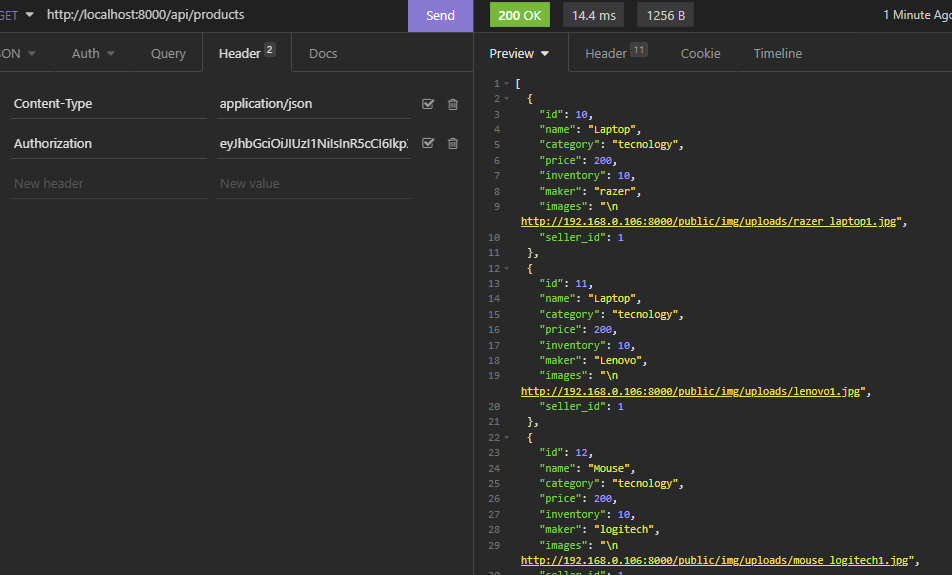 GET http://localhost:8000/api/products Send 200 OK 14.4 ms 1256 B 1 Minute Ago
JSON Auth Query Header 2 Docs
Preview Header 11 Cookie Timeline
Content-Type application/json
Authorization
New header New value
1 [
2 {
3 "id": 10,
4 "name": "Laptop",
5 "category": "tecnology",
6 "price": 200,
7 "inventory": 10,
8 "maker": "razer",
9 "images": "\n
http://192.168.0.106:8000/public/img/uploads/razer_laptop1.jpg",
10 "seller_id": 1
11 },
12 {
13 "id": 11,
14 "name": "Laptop",
15 "category": "tecnology",
16 "price": 200,
17 "inventory": 10,
18 "maker": "Lenovo",
19 "images": "\n
http://192.168.0.106:8000/public/img/uploads/lenovo1.jpg",
20 "seller_id": 1
21 },
22 {
23 "id": 12,
24 "name": "Mouse",
25 "category": "tecnology",
26 "price": 200,
27 "inventory": 10,
28 "maker": "logitech",
29 "images": "\n
http://192.168.0.106:8000/public/img/uploads/mouse_logitech1.jpg",